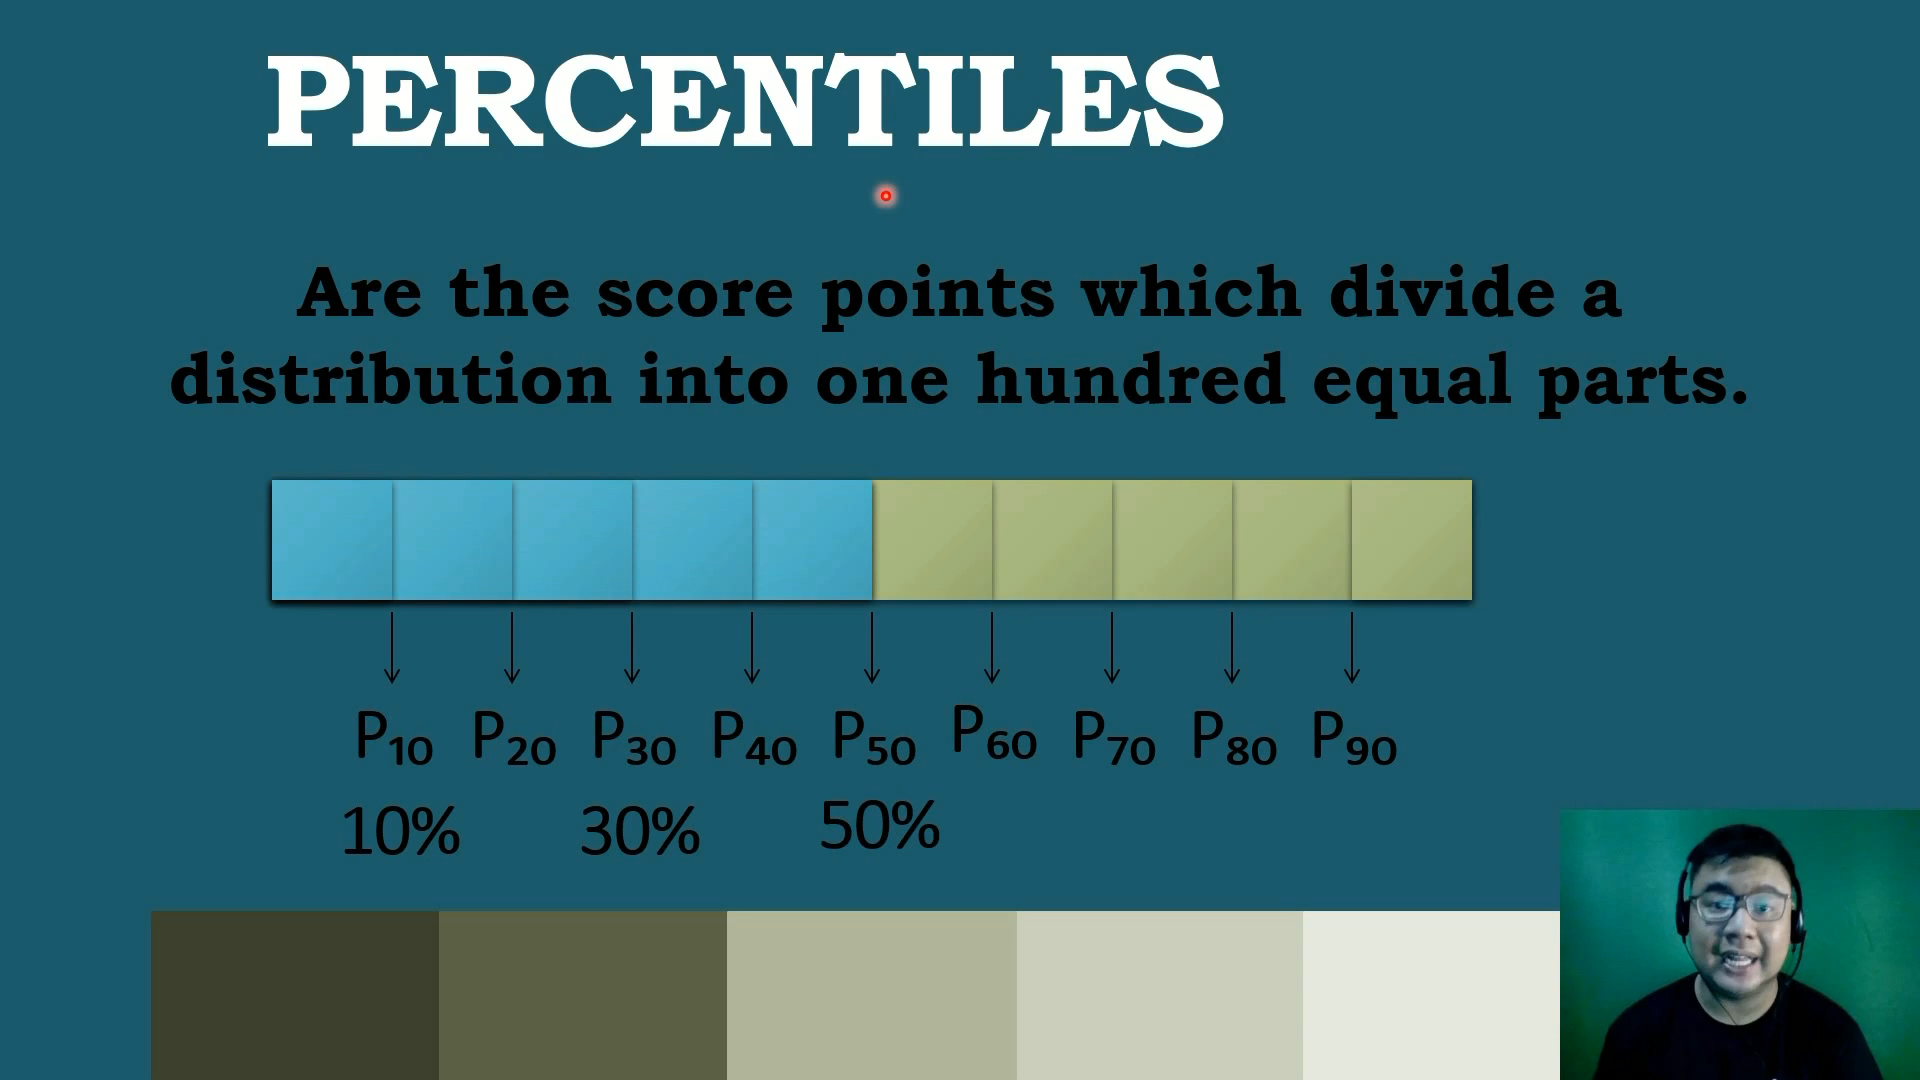 PERCENTILES
Are the score points which divide a
distribution into one hundred equal parts.
P₁₀ P₂₀ P₃₀ P₄₀ P₅₀ P₆₀ P₇₀ P₈₀ P₉₀
10% 30% 50%